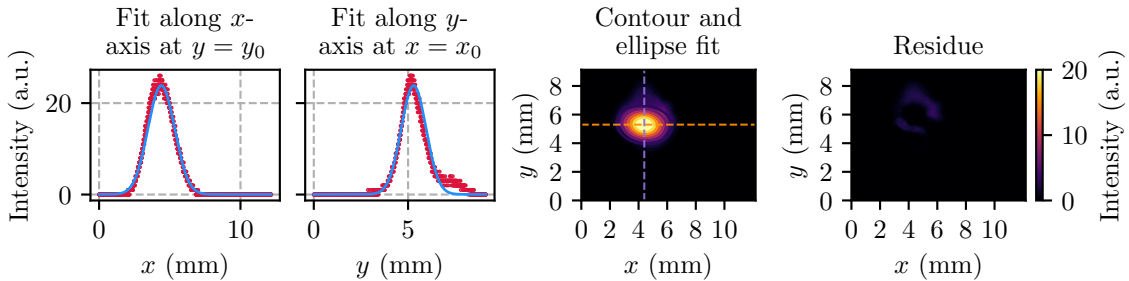 Fit along x-
axis at y = y0
Intensity (a.u.)
20
0
0
10
x (mm)
Fit along y-
axis at x = x0
0
5
y (mm)
Contour and
ellipse fit
y (mm)
8
6
4
2
0
0 2 4 6 8 10
x (mm)
Residue
y (mm)
8
6
4
2
0
0 2 4 6 8 10
x (mm)
20
10
0
Intensity (a.u.)